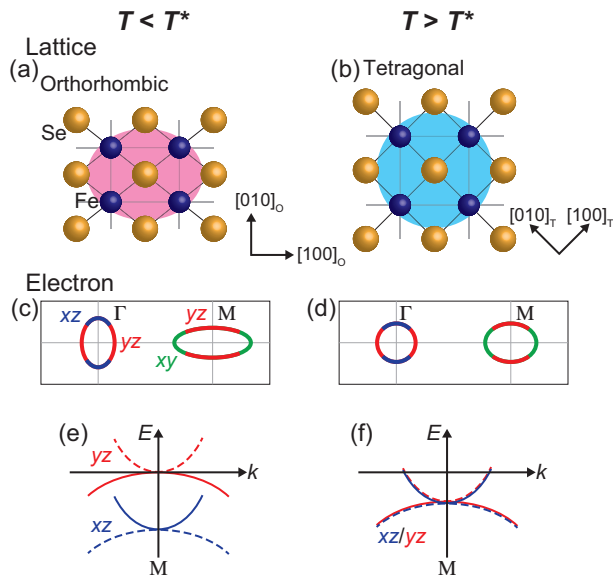 T < T*
T > T*
Lattice
(a)
Orthorhombic
(b)
Tetragonal
Se
Fe
[010]O
[100]O
[010]T
[100]T
Electron
(c)
xz
Γ
yz
M
yz
xy
(d)
Γ
M
(e)
E
yz
k
xz
M
(f)
E
k
xz/yz
M